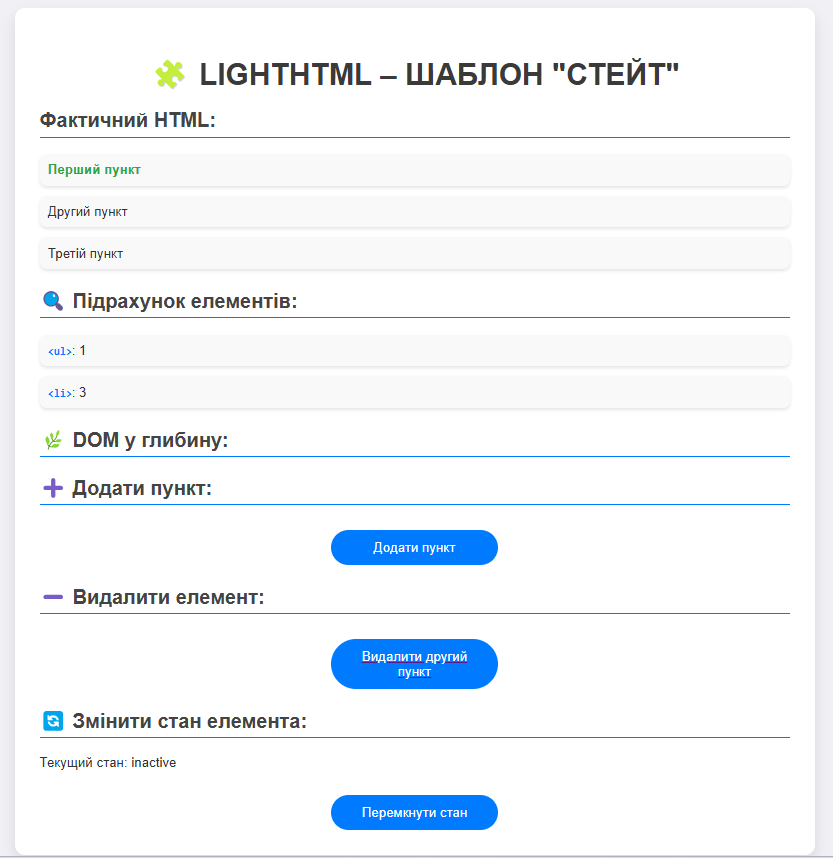 LIGHTHTML – ШАБЛОН "СТЕЙТ"
Фактичний HTML:
Перший пункт
Другий пункт
Третій пункт
Підрахунок елементів:
<ul>: 1
<li>: 3
DOM у глибину:
Додати пункт:
Додати пункт
Видалити елемент:
Видалити другий
пункт
Змінити стан елемента:
Текущий стан: inactive
Перемкнути стан